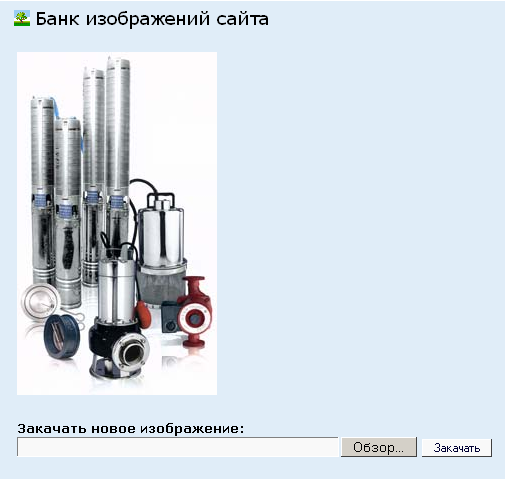 Банк изображений сайта
Закачать новое изображение:
Обзор... Закачать